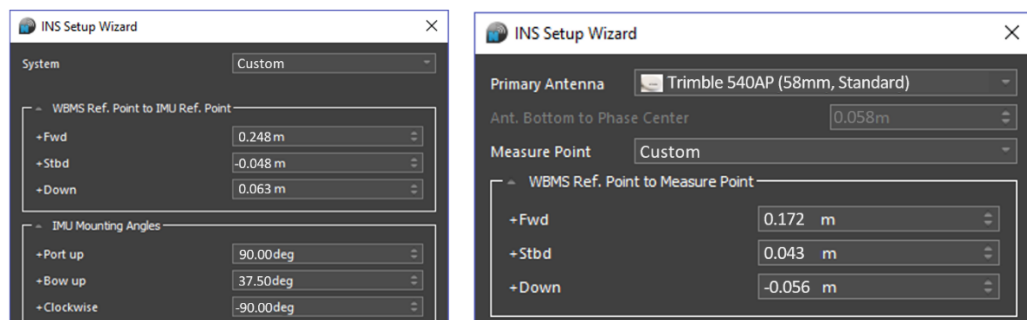 INS Setup Wizard
System Custom
WBMS Ref. Point to IMU Ref. Point
+Fwd 0.248 m
+Stbd -0.048 m
+Down 0.063 m
IMU Mounting Angles
+Port up 90.00deg
+Bow up 37.50deg
+Clockwise -90.00deg
INS Setup Wizard
Primary Antenna Trimble 540AP (58mm, Standard)
Ant. Bottom to Phase Center 0.058m
Measure Point Custom
WBMS Ref. Point to Measure Point
+Fwd 0.172 m
+Stbd 0.043 m
+Down -0.056 m